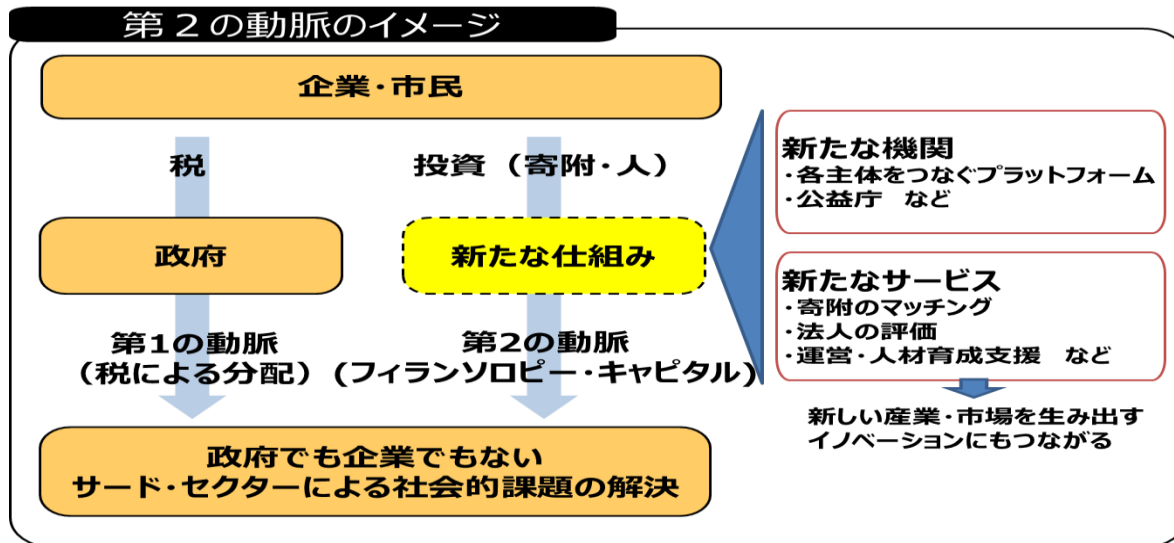 第2の動脈のイメージ
企業・市民
税
投資（寄附・人）
政府
新たな仕組み
第1の動脈
（税による分配）
第2の動脈
（フィランソロピー・キャピタル）
政府でも企業でもない
サード・セクターによる社会的課題の解決
新たな機関
・各主体をつなぐプラットフォーム
・公益庁　など
新たなサービス
・寄附のマッチング
・法人の評価
・運営・人材育成支援　など
新しい産業・市場を生み出す
イノベーションにもつながる